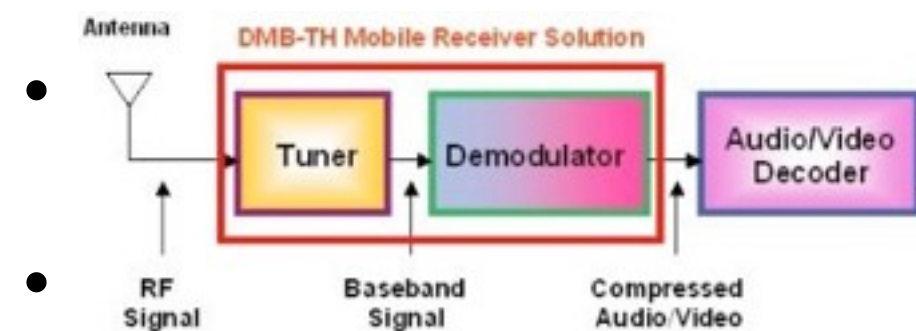 Antenna
DMB-TH Mobile Receiver Solution
Tuner
Demodulator
Audio/Video
Decoder
RF
Signal
Baseband
Signal
Compressed
Audio/Video